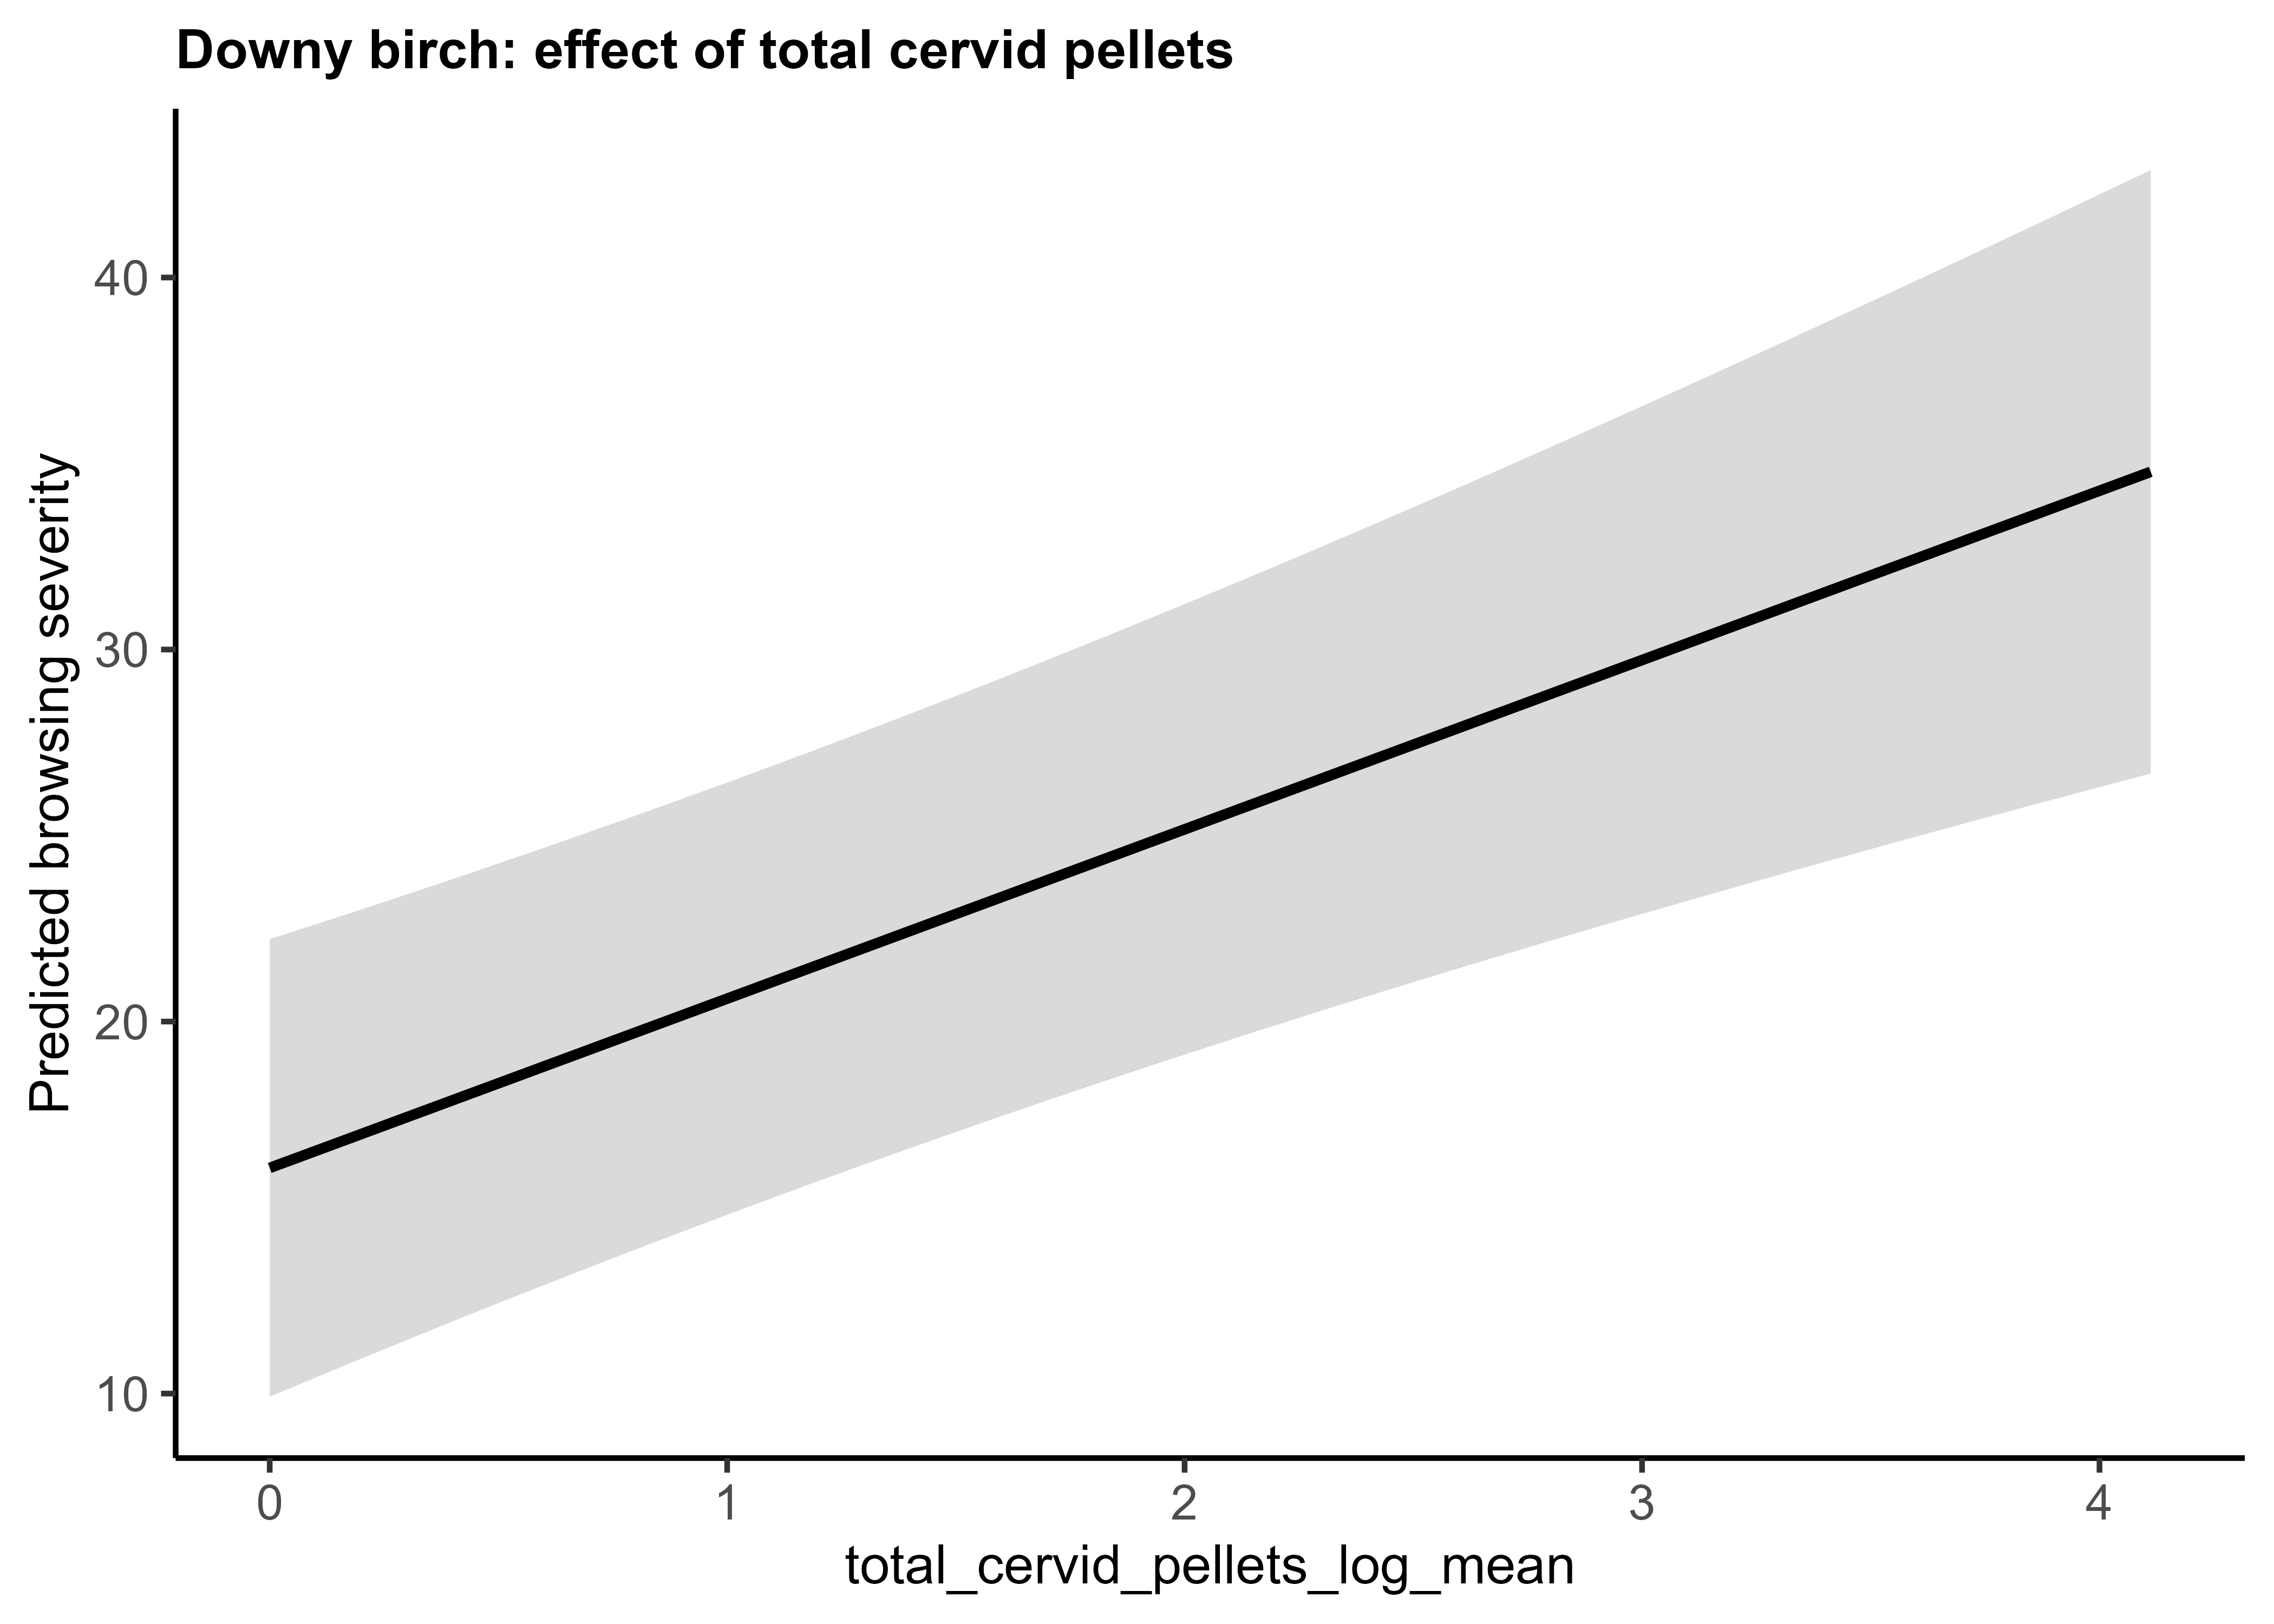 Downy birch: effect of total cervid pellets
Predicted browsing severity
40
30
20
10
0 1 2 3 4
total_cervid_pellets_log_mean